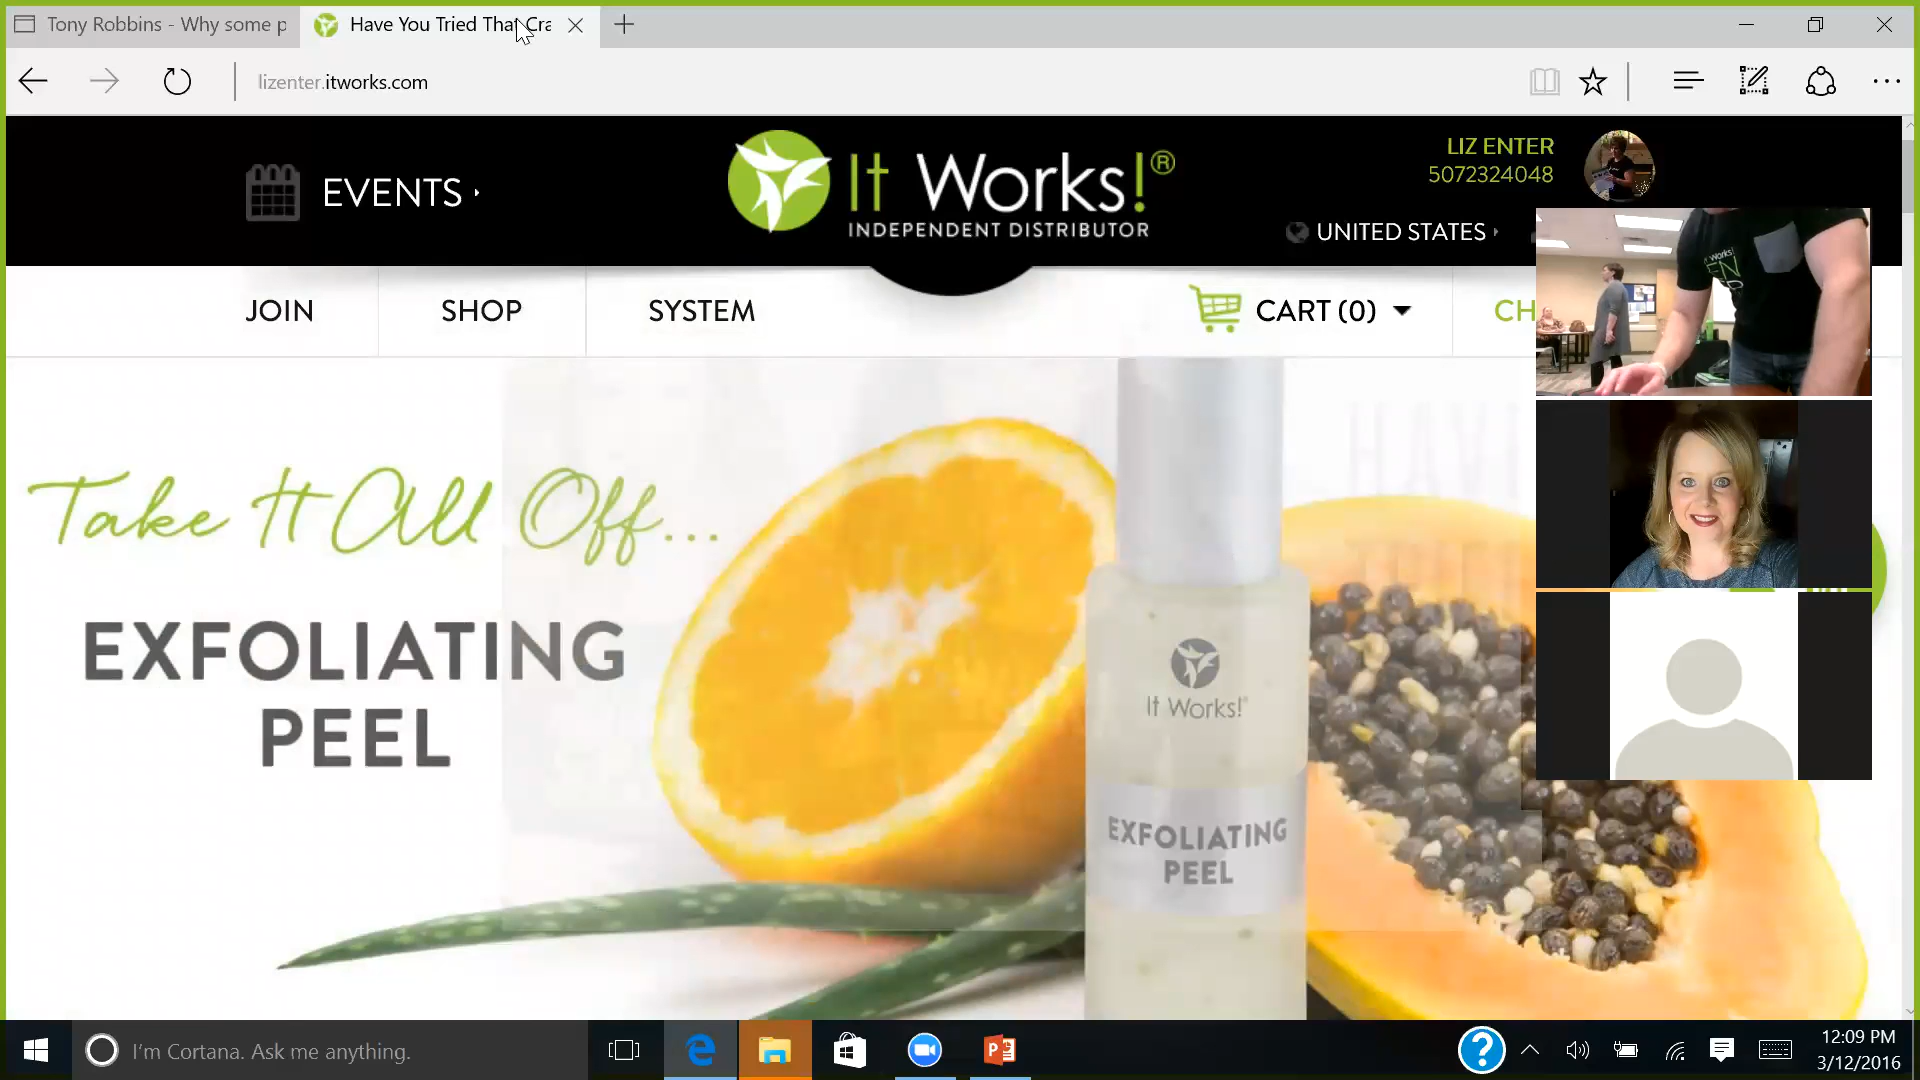 Tony Robbins - Why some p
Have You Tried That Cra
lizenter.itworks.com
EVENTS
It Works!®
INDEPENDENT DISTRIBUTOR
LIZ ENTER
5072324048
UNITED STATES
JOIN
SHOP
SYSTEM
CART (0)
CH
Take It All Off...
EXFOLIATING
PEEL
It Works!
EXFOLIATING
PEEL
I'm Cortana. Ask me anything.
12:09 PM
3/12/2016